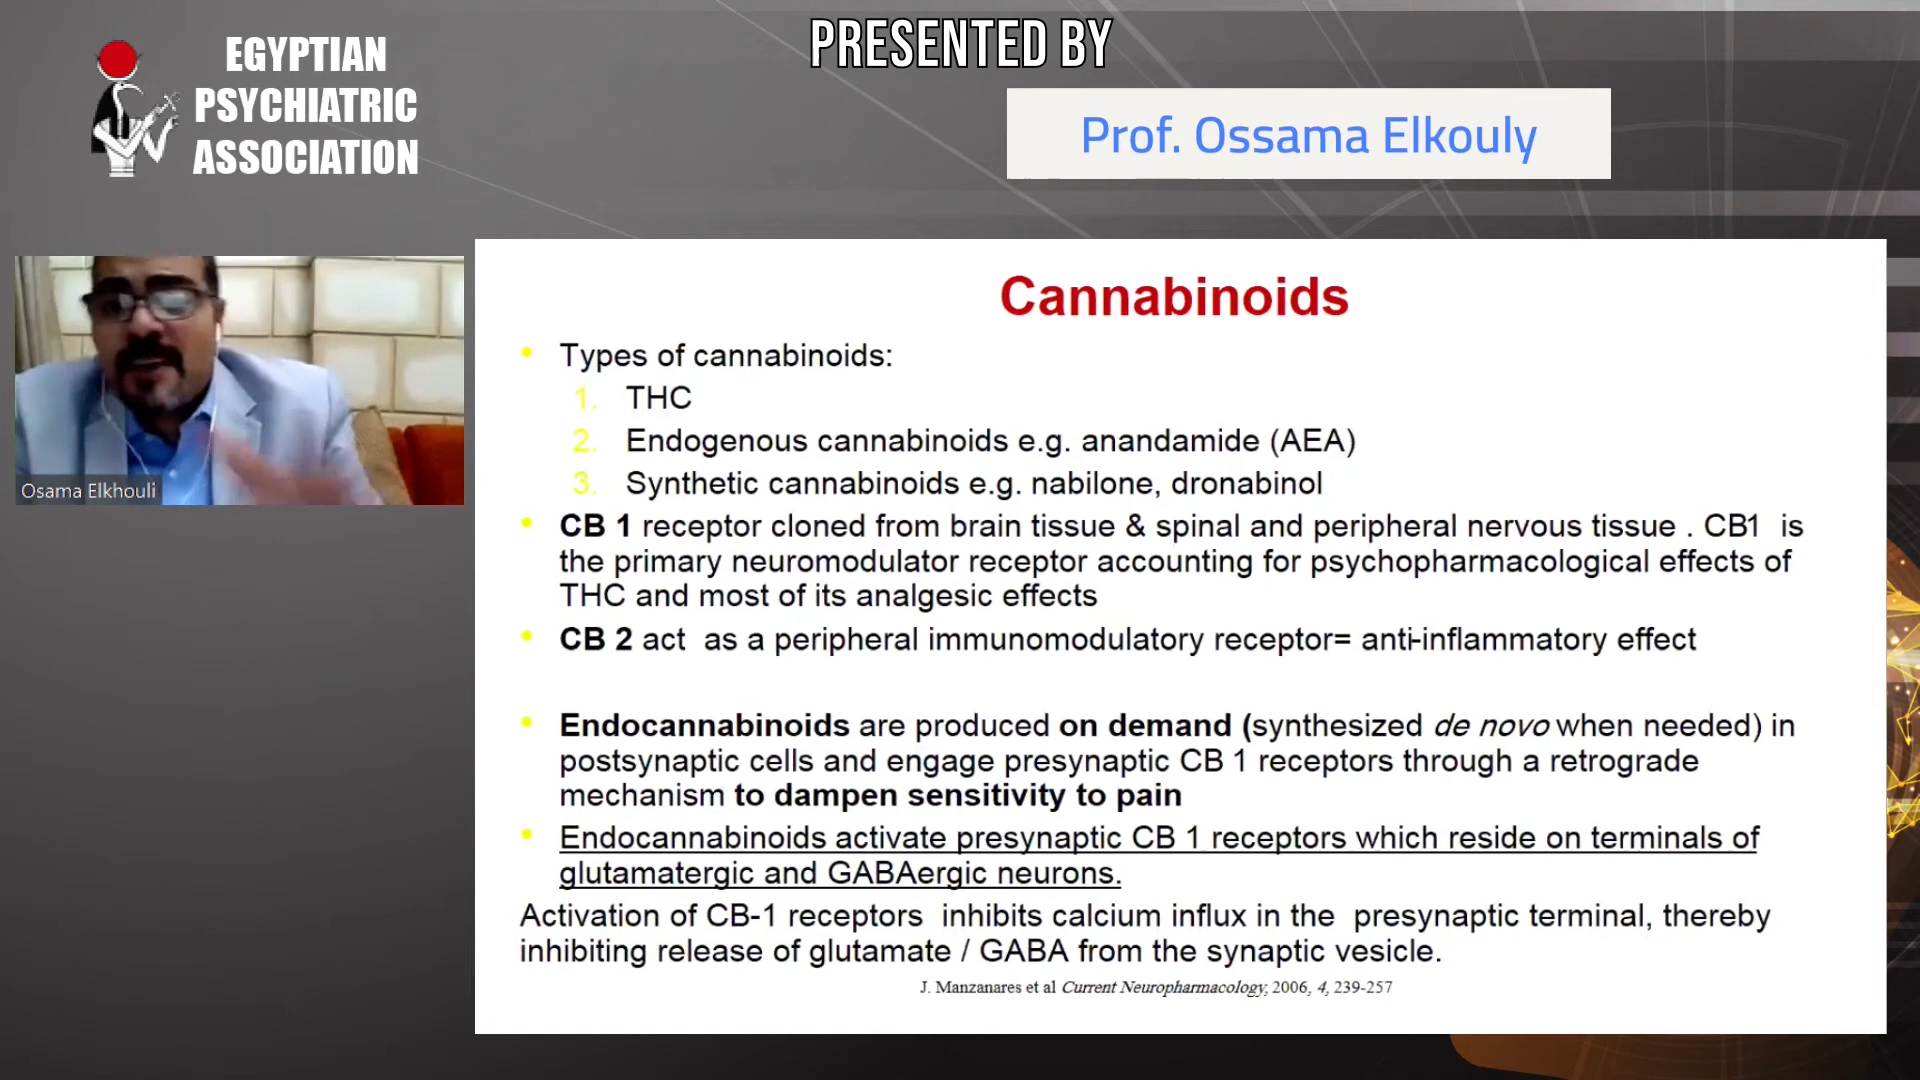 EGYPTIAN
PSYCHIATRIC
ASSOCIATION
PRESENTED BY
Prof. Ossama Elkouly
Osama Elkhouli
Cannabinoids
• Types of cannabinoids:
1. THC
2. Endogenous cannabinoids e.g. anandamide (AEA)
3. Synthetic cannabinoids e.g. nabilone, dronabinol
• CB 1 receptor cloned from brain tissue & spinal and peripheral nervous tissue . CB1 is
the primary neuromodulator receptor accounting for psychopharmacological effects of
THC and most of its analgesic effects
• CB 2 act as a peripheral immunomodulatory receptor= anti-inflammatory effect
• Endocannabinoids are produced on demand (synthesized de novo when needed) in
postsynaptic cells and engage presynaptic CB 1 receptors through a retrograde
mechanism to dampen sensitivity to pain
• Endocannabinoids activate presynaptic CB 1 receptors which reside on terminals of
glutamatergic and GABAergic neurons.
Activation of CB-1 receptors inhibits calcium influx in the presynaptic terminal, thereby
inhibiting release of glutamate / GABA from the synaptic vesicle.
J. Manzanares et al Current Neuropharmacology, 2006, 4, 239-257